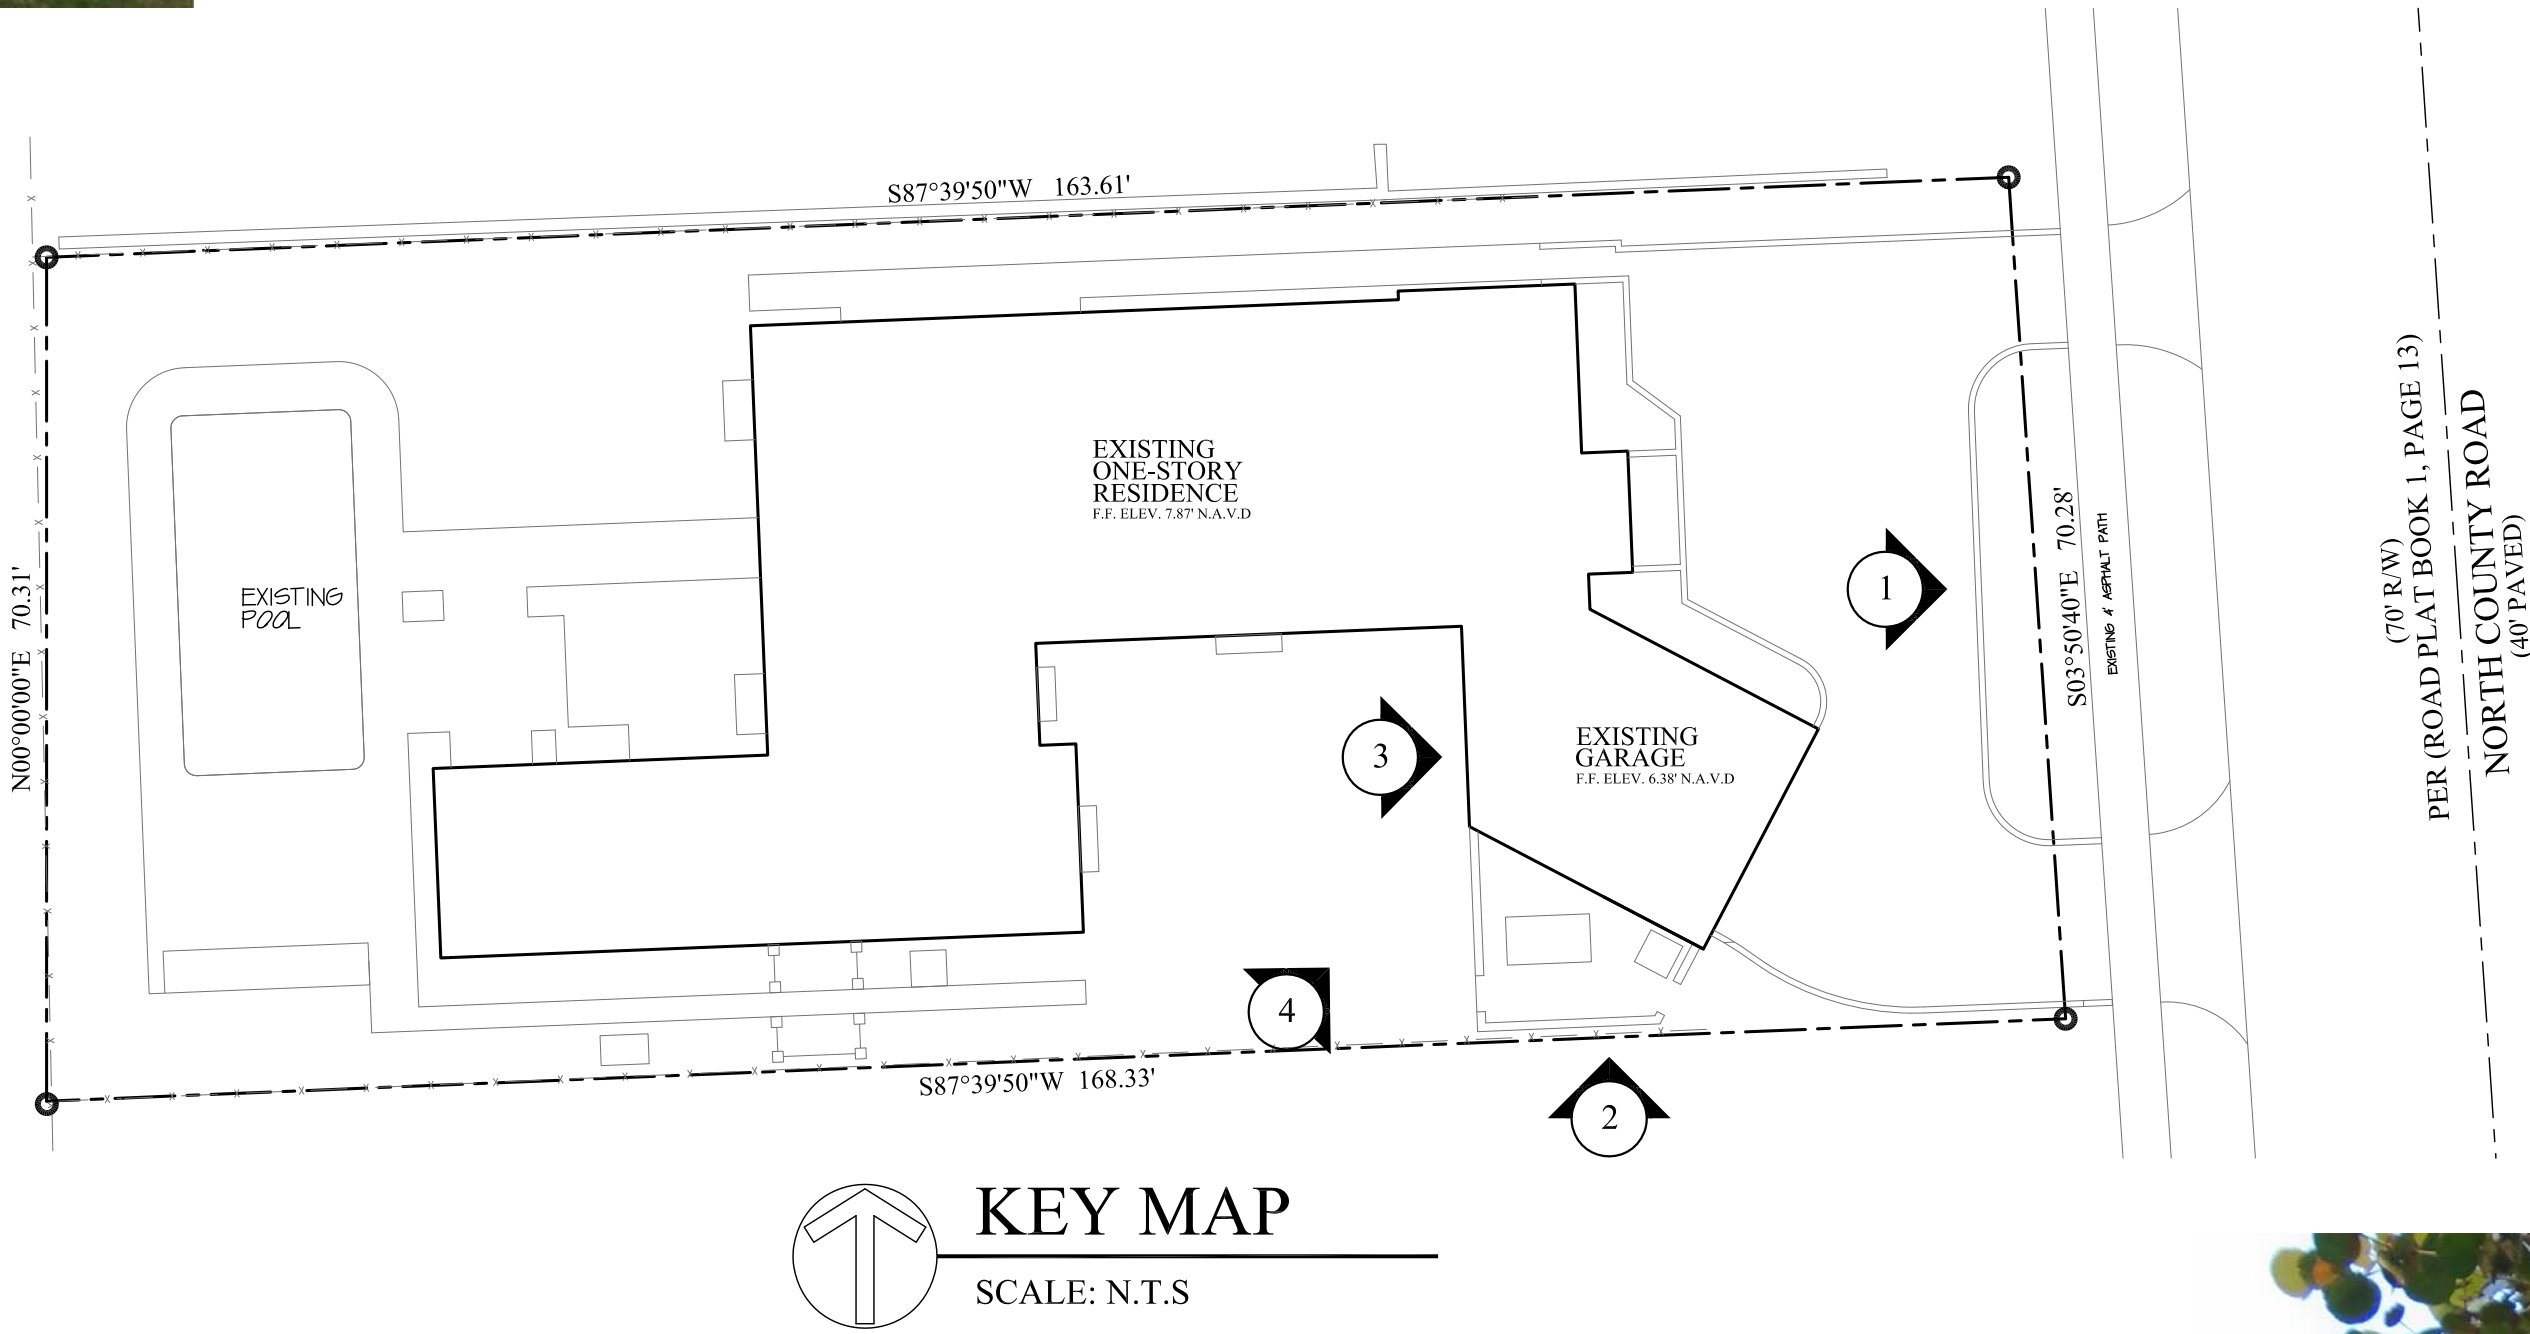 S87°39'50"W 163.61'
EXISTING
ONE-STORY
RESIDENCE
F.F. ELEV. 7.87' N.A.V.D
EXISTING
POOL
N00°00'00"E 70.31'
1
S03°50'40"E 70.28'
EXISTING 4' ASPHALT PATH
(70' R/W)
PER (ROAD PLAT BOOK 1, PAGE 13)
NORTH COUNTY ROAD
(40' PAVED)
3
EXISTING
GARAGE
F.F. ELEV. 6.38' N.A.V.D
4
S87°39'50"W 168.33'
2
KEY MAP
SCALE: N.T.S